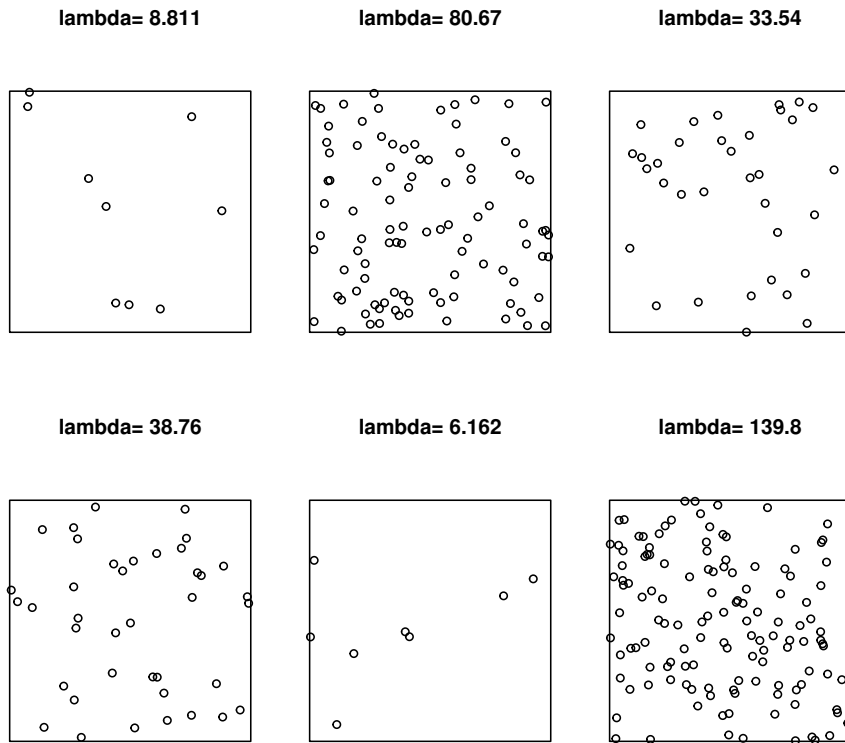 lambda= 8.811
lambda= 80.67
lambda= 33.54
lambda= 38.76
lambda= 6.162
lambda= 139.8